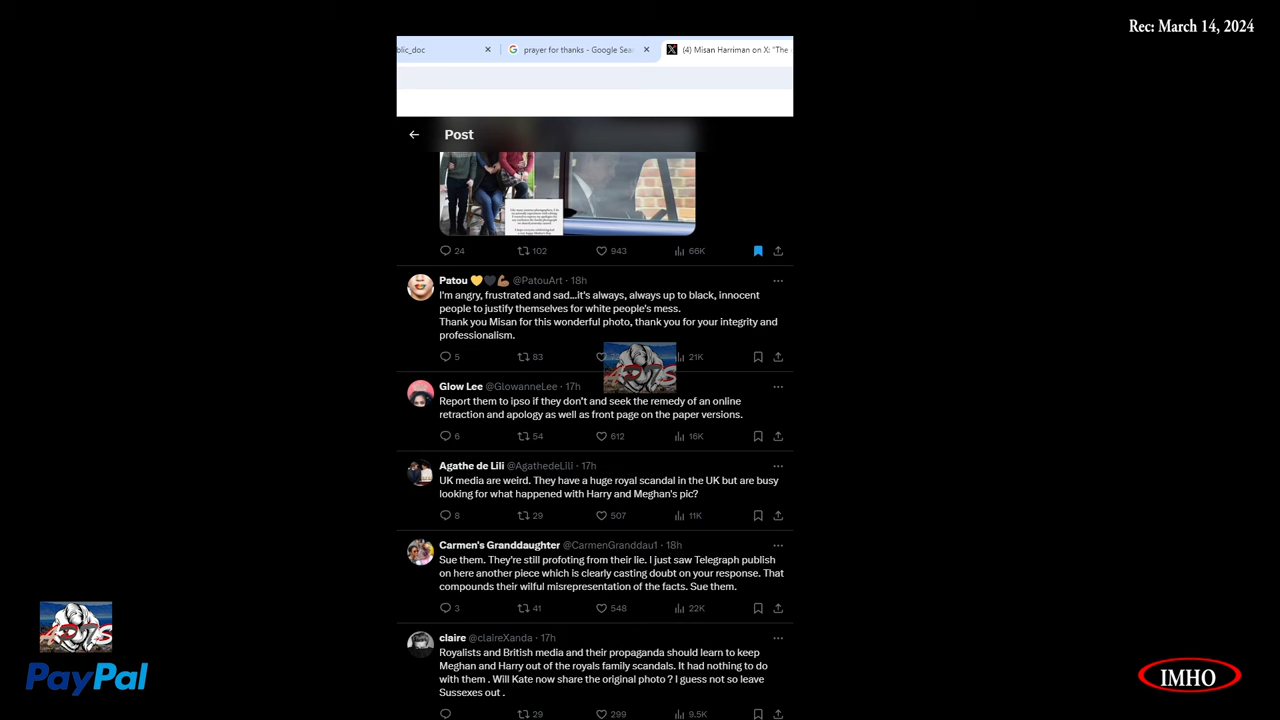 Rec: March 14, 2024
blic_doc
prayer for thanks - Google Sea
(4) Misan Harriman on X: "The
Post
24 102 943 66K
Patou @PatouArt · 18h
I'm angry, frustrated and sad...it's always, always up to black, innocent
people to justify themselves for white people's mess.
Thank you Misan for this wonderful photo, thank you for your integrity and
professionalism.
5 83 21K
Glow Lee @GlowanneLee · 17h
Report them to ipso if they don't and seek the remedy of an online
retraction and apology as well as front page on the paper versions.
6 54 612 16K
Agathe de Lili @AgathedeLili · 17h
UK media are weird. They have a huge royal scandal in the UK but are busy
looking for what happened with Harry and Meghan's pic?
8 29 507 11K
Carmen's Granddaughter @CarmenGranddau1 · 18h
Sue them. They're still profoting from their lie. I just saw Telegraph publish
on here another piece which is clearly casting doubt on your response. That
compounds their wilful misrepresentation of the facts. Sue them.
3 41 548 22K
claire @claireXanda · 17h
Royalists and British media and their propaganda should learn to keep
Meghan and Harry out of the royals family scandals. It had nothing to do
with them . Will Kate now share the original photo ? I guess not so leave
Sussexes out .
29 299 9.5K
PayPal
IMHO